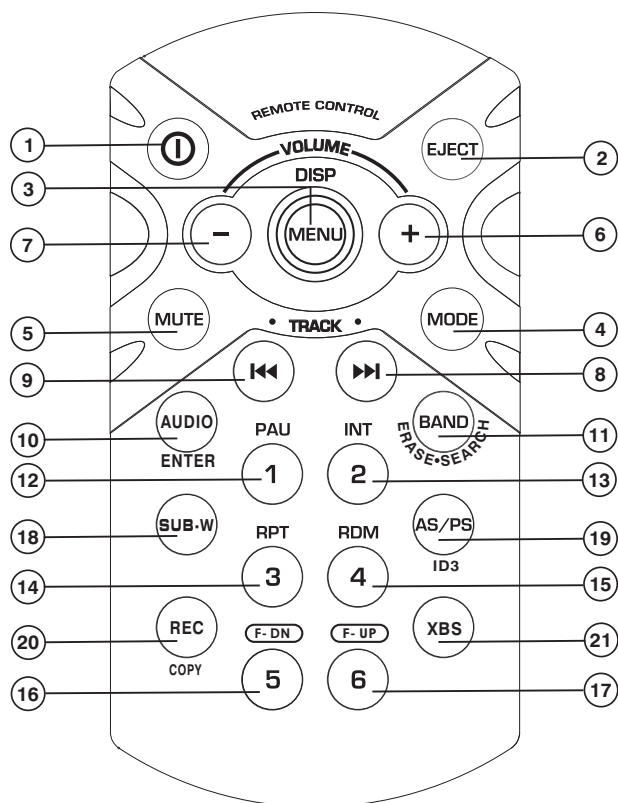 REMOTE CONTROL
1
VOLUME
EJECT
2
3
DISP
7
-
MENU
+
6
5
MUTE
• TRACK •
MODE
4
9
8
10
AUDIO
ENTER
PAU
INT
BAND
ERASE•SEARCH
11
12
1
2
13
18
SUB-W
RPT
RDM
AS/PS
ID3
19
14
3
4
15
20
REC
COPY
F- DN
F- UP
XBS
21
16
5
6
17